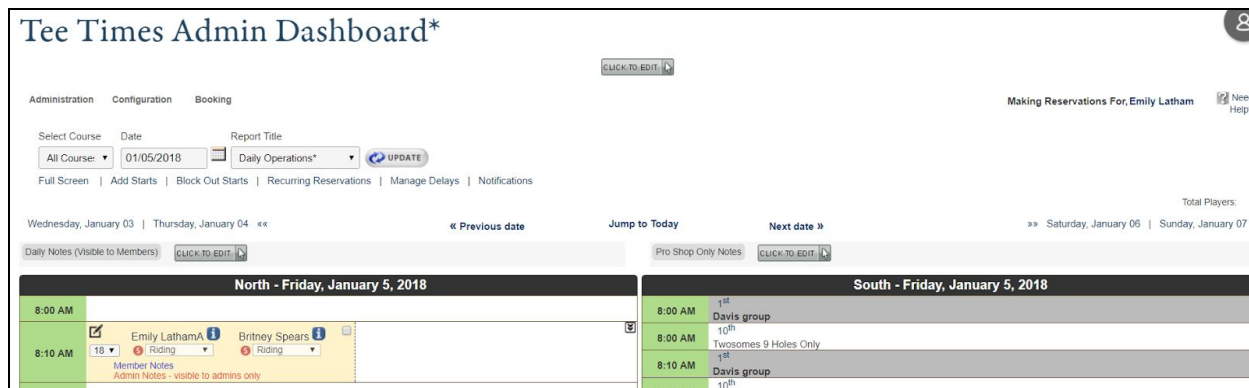 Tee Times Admin Dashboard*
CLICK TO EDIT
Administration Configuration Booking
Making Reservations For, Emily Latham
Nee
Help
Select Course Date Report Title
All Course: 01/05/2018 Daily Operations* UPDATE
Full Screen | Add Starts | Block Out Starts | Recurring Reservations | Manage Delays | Notifications
Total Players:
Wednesday, January 03 | Thursday, January 04 «« « Previous date Jump to Today Next date » »» Saturday, January 06 | Sunday, January 07
Daily Notes (Visible to Members) CLICK TO EDIT Pro Shop Only Notes CLICK TO EDIT
North - Friday, January 5, 2018
8:00 AM
8:10 AM
Emily LathamA Britney Spears
18 Riding Riding
Member Notes
Admin Notes - visible to admins only
South - Friday, January 5, 2018
8:00 AM
1st
Davis group
8:00 AM
10th
Twosomes 9 Holes Only
8:10 AM
1st
Davis group
10th